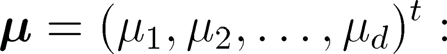 𝝁 = (μ₁, μ₂, . . . , μ_d)ᵗ :